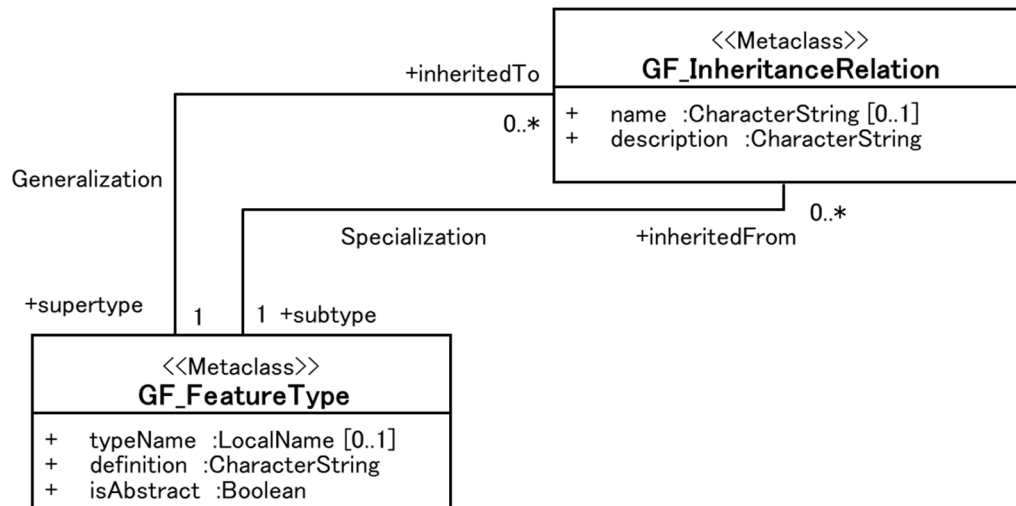 <<Metaclass>>
GF_InheritanceRelation
+ name :CharacterString [0..1]
+ description :CharacterString
+inheritedTo
0..*
Generalization
0..*
Specialization
+inheritedFrom
+supertype
1
1
+subtype
<<Metaclass>>
GF_FeatureType
+ typeName :LocalName [0..1]
+ definition :CharacterString
+ isAbstract :Boolean